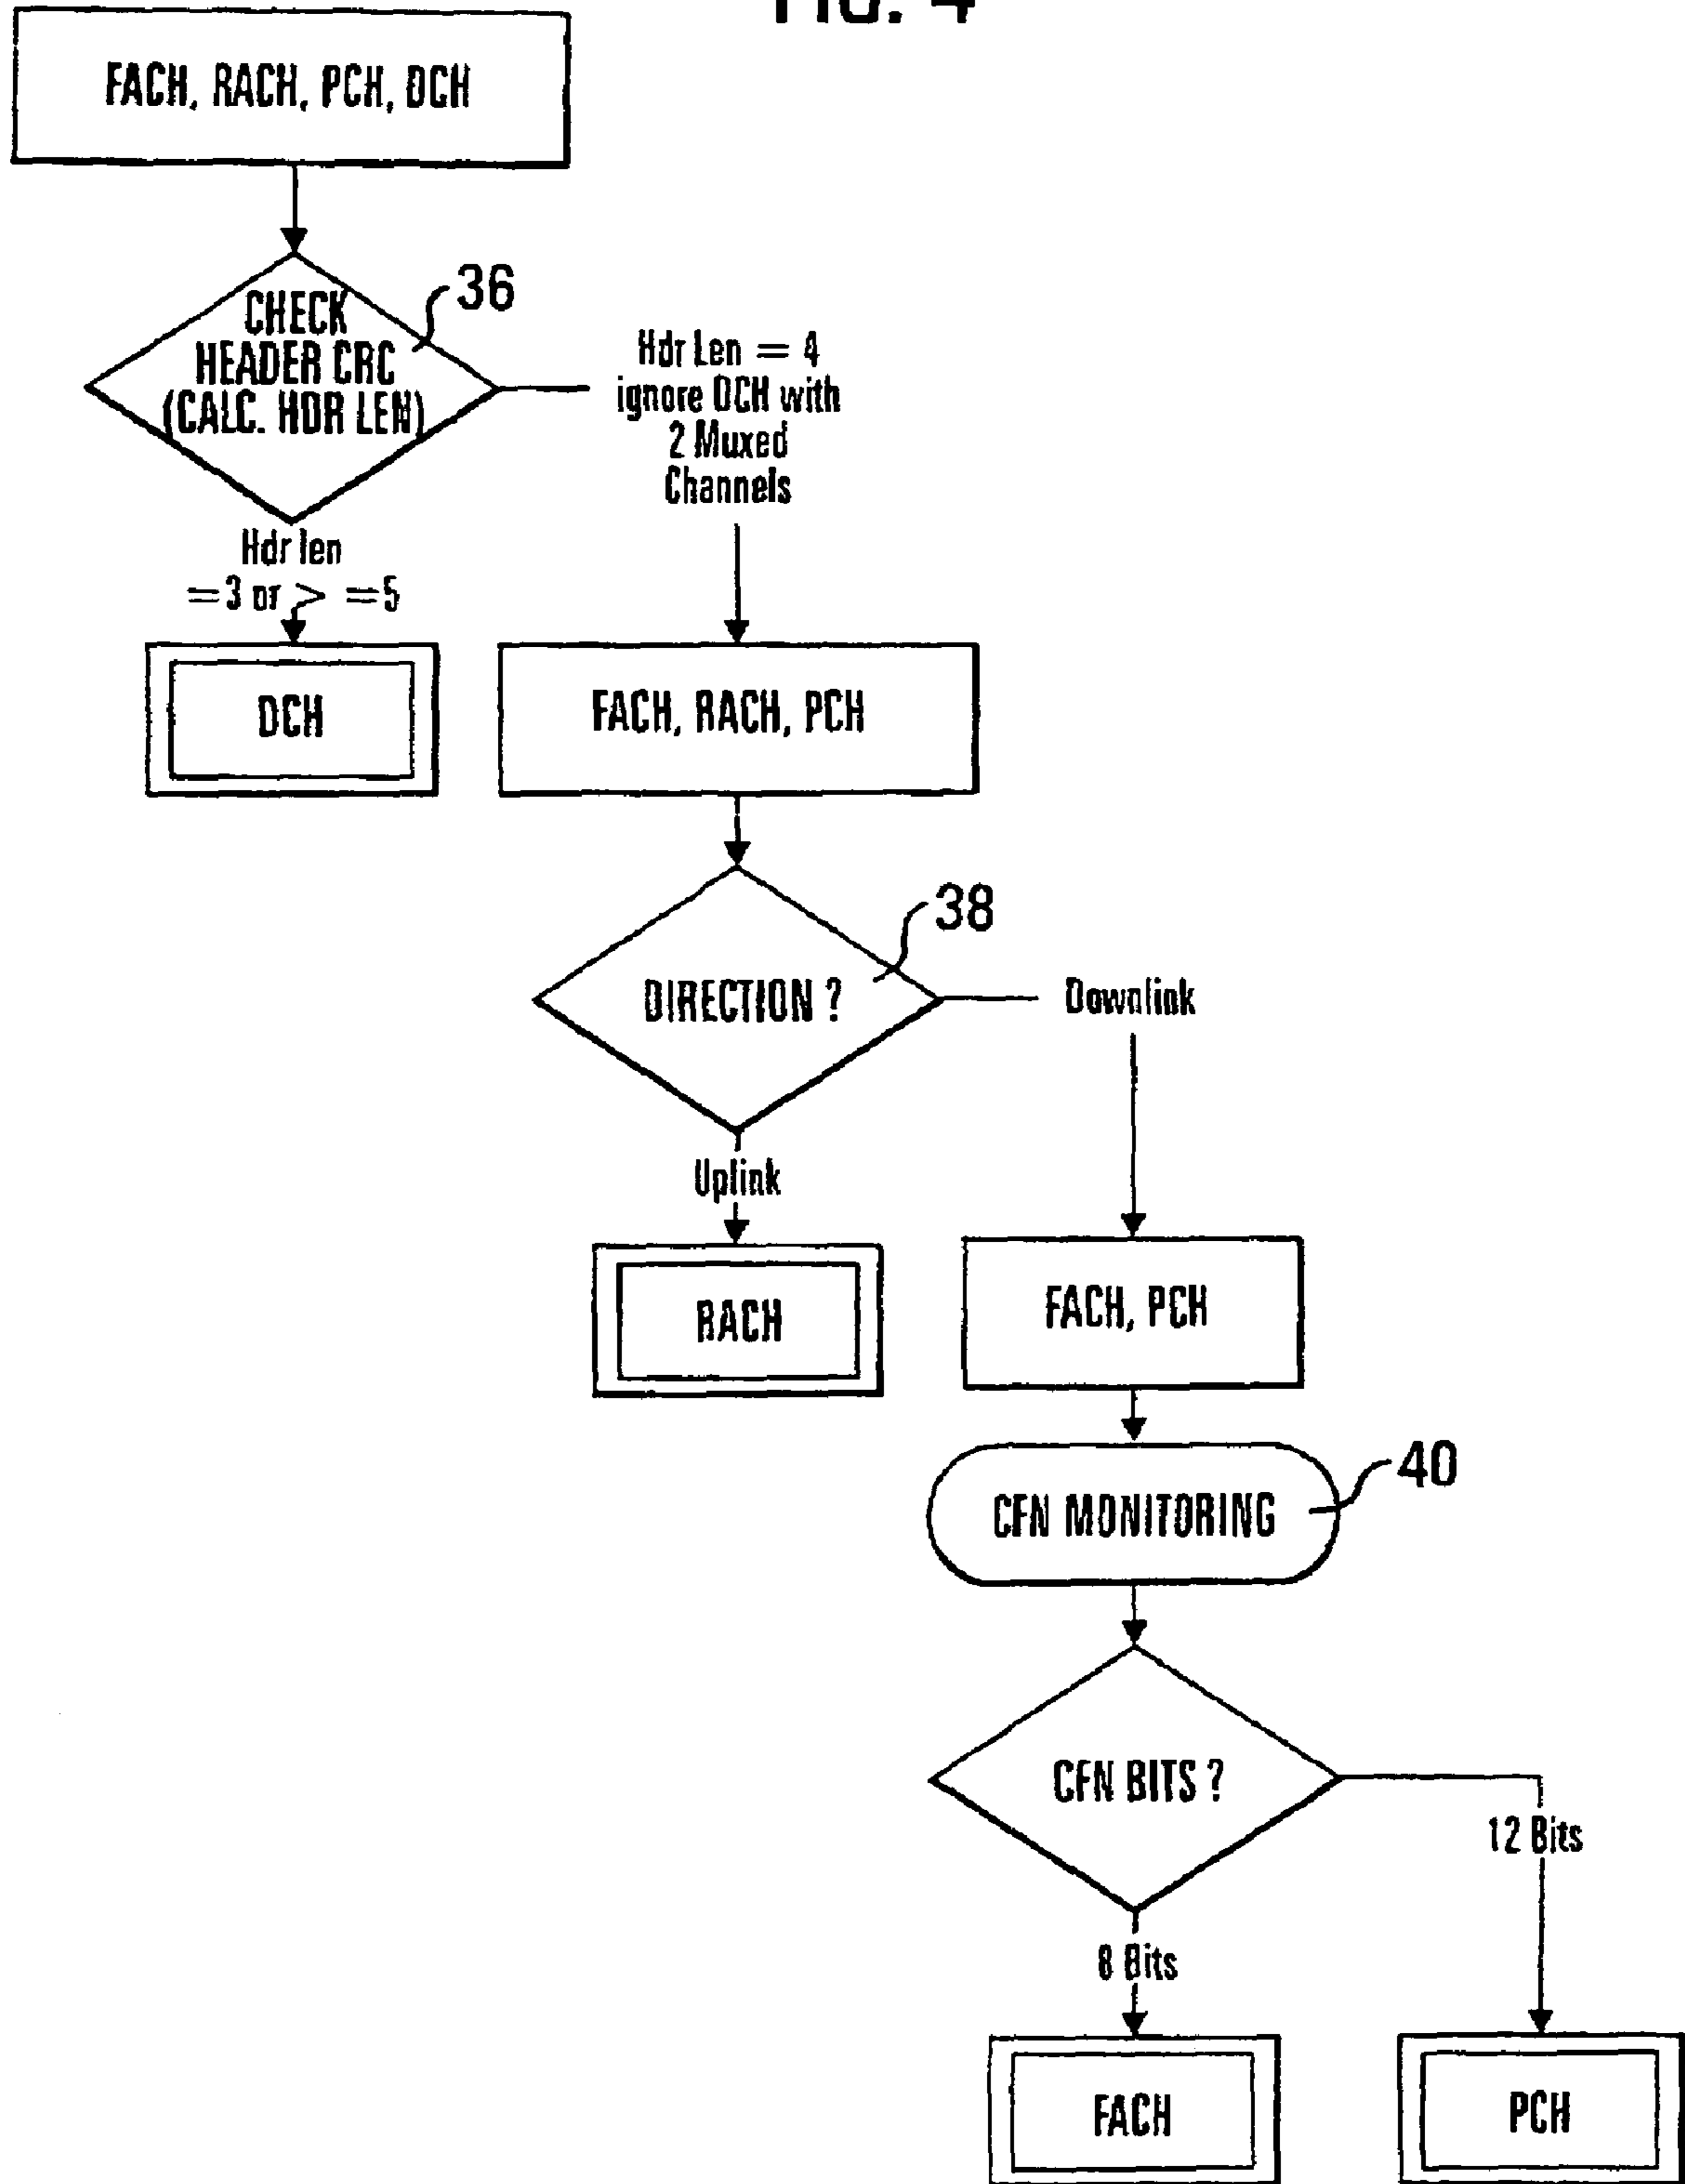 FIG. 4
FACH, RACH, PCH, DCH
CHECK
HEADER CRC
(CALC. HDR LEN)
36
Hdr Len = 4
ignore DCH with
2 Muxed
Channels
Hdr len
=3 or > =5
DCH
FACH, RACH, PCH
DIRECTION ?
38
Downlink
Uplink
RACH
FACH, PCH
CFN MONITORING
40
CFN BITS ?
12 Bits
8 Bits
FACH
PCH